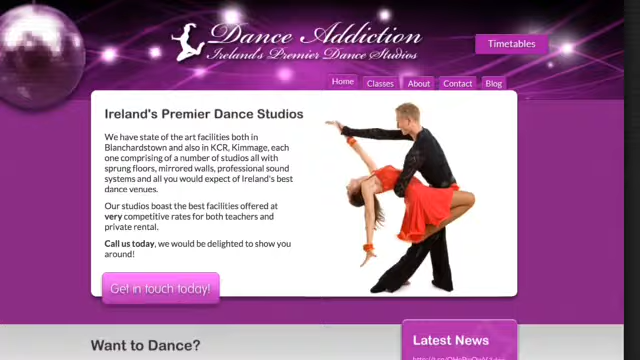 Dance Addiction
Ireland's Premier Dance Studios
Timetables
Home Classes About Contact Blog
Ireland's Premier Dance Studios
We have state of the art facilities both in
Blanchardstown and also in KCR, Kimmage, each
one comprising of a number of studios all with
sprung floors, mirrored walls, professional sound
systems and all you would expect of Ireland's best
dance venues.
Our studios boast the best facilities offered at
very competitive rates for both teachers and
private rental.
Call us today, we would be delighted to show you
around!
Get in touch today!
Want to Dance?
Latest News